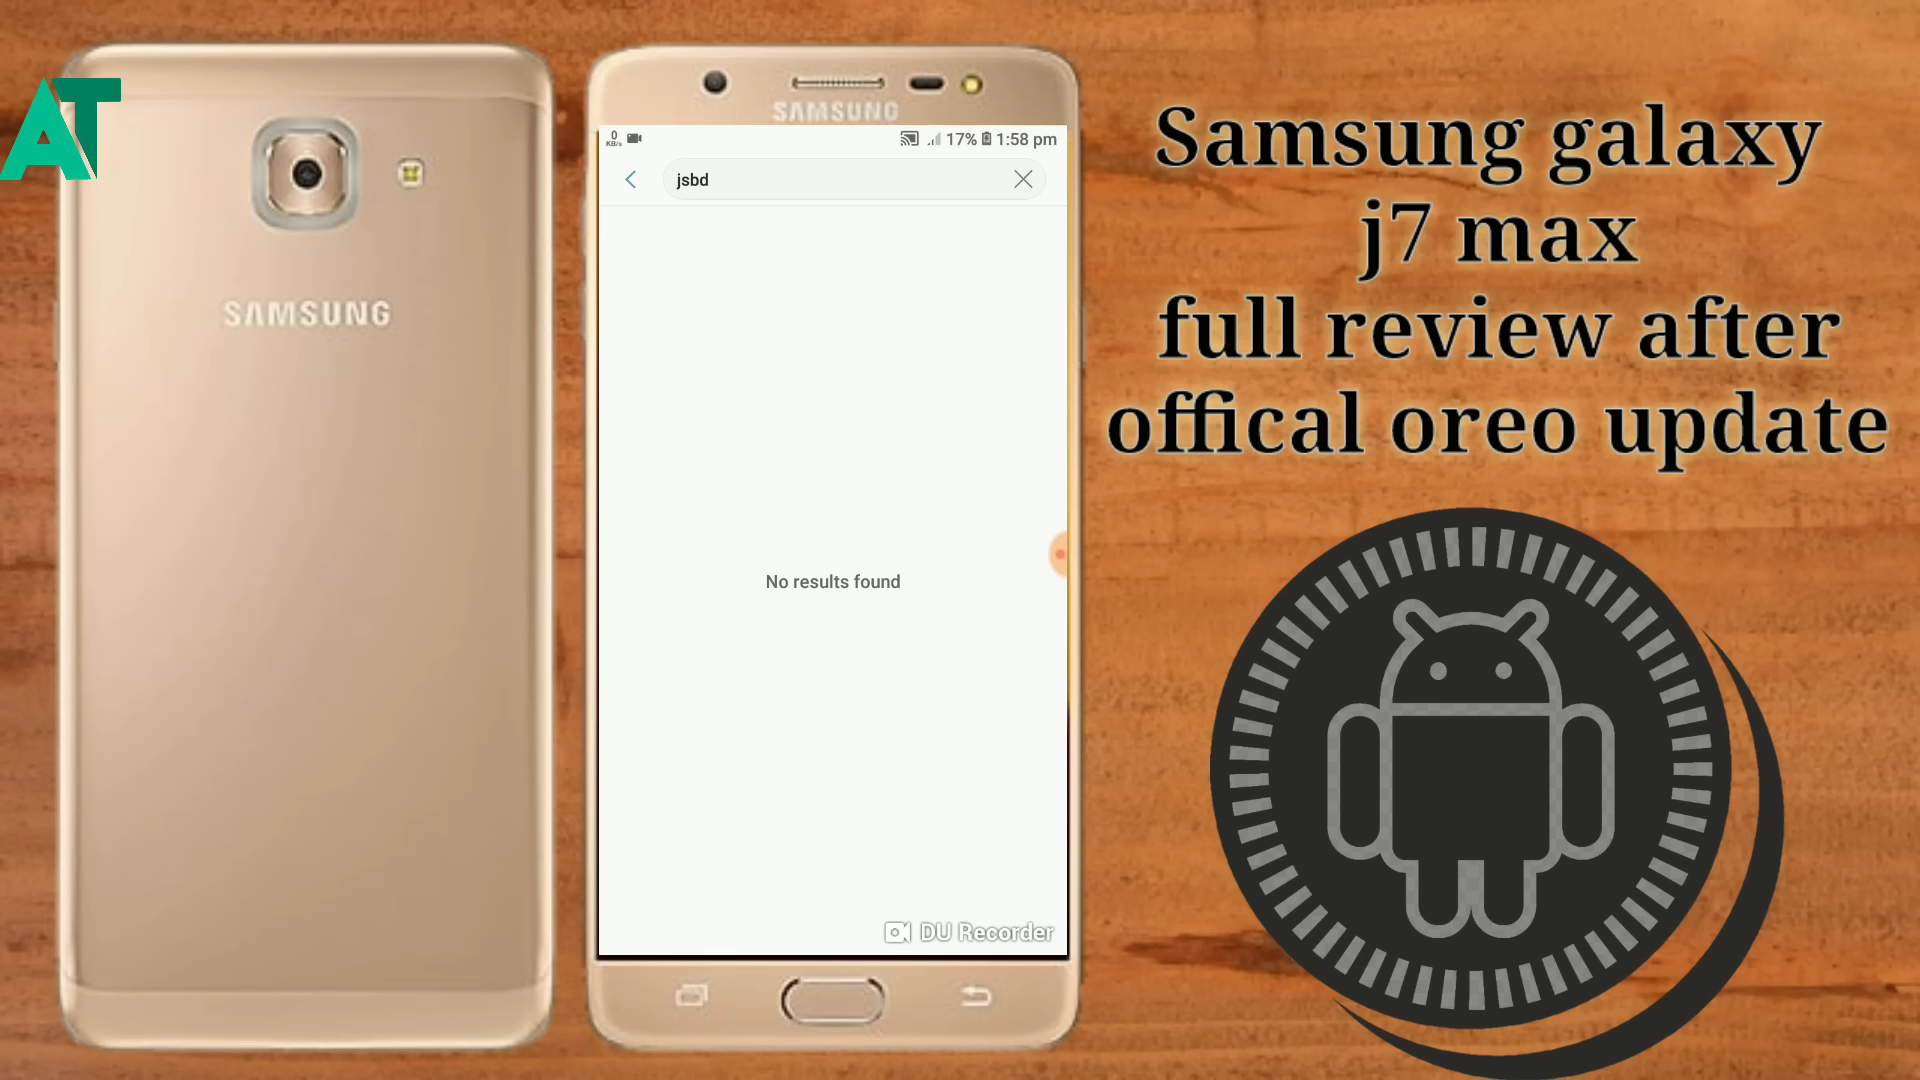 AT
SAMSUNG
SAMSUNG
0
KB/s
17% 1:58 pm
jsbd
No results found
DU Recorder
Samsung galaxy
j7 max
full review after
offical oreo update